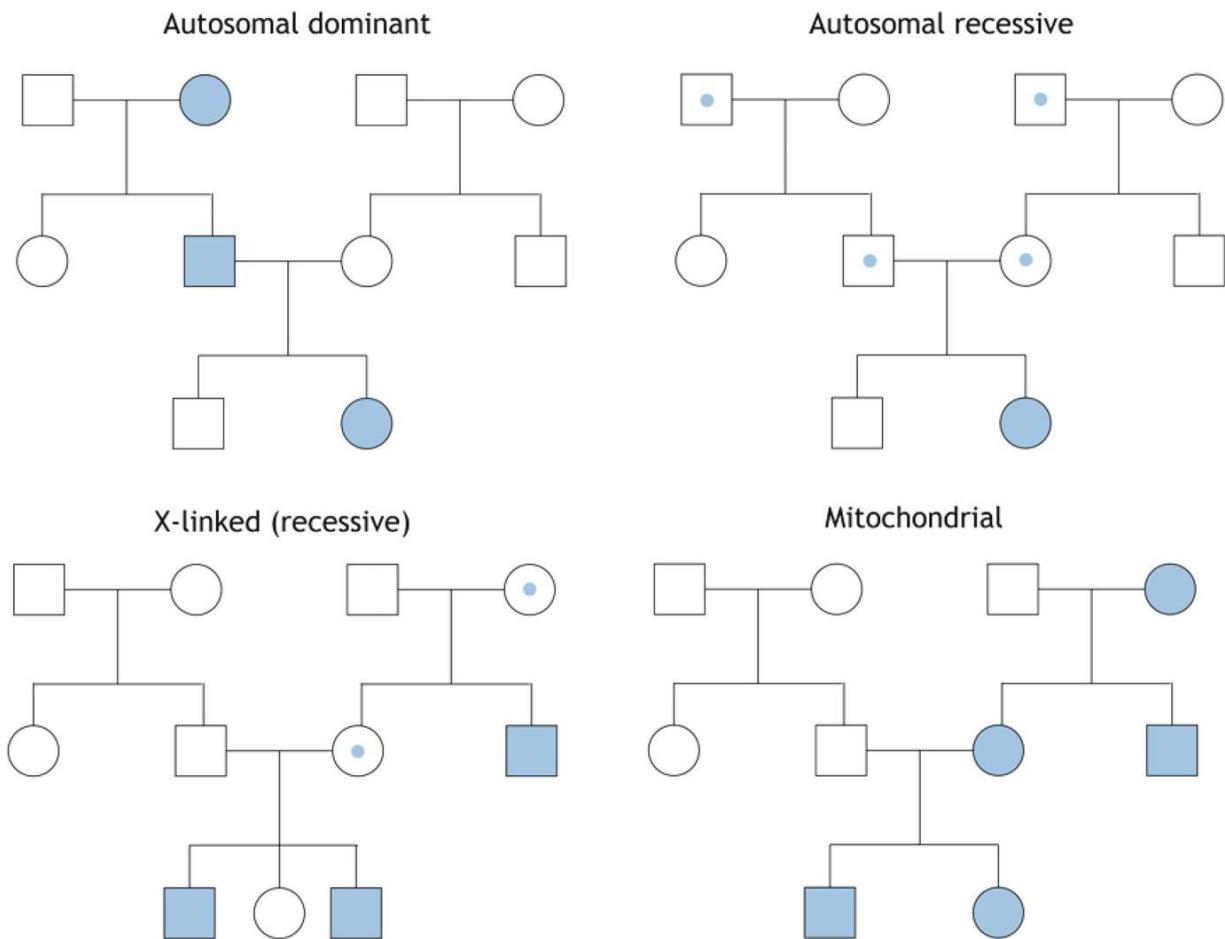 Autosomal dominant
Autosomal recessive
X-linked (recessive)
Mitochondrial